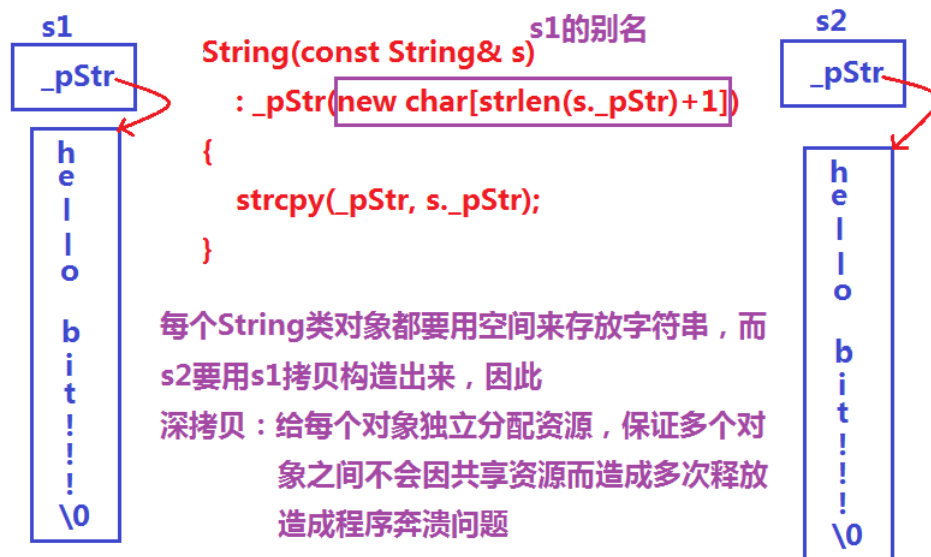 s1
_pStr
h
e
l
l
o
b
i
t
!
!
!
\0
s1的别名
String(const String& s)
: _pStr(new char[strlen(s._pStr)+1])
{
strcpy(_pStr, s._pStr);
}
每个String类对象都要用空间来存放字符串，而
s2要用s1拷贝构造出来，因此
深拷贝：给每个对象独立分配资源，保证多个对
象之间不会因共享资源而造成多次释放
造成程序奔溃问题
s2
_pStr
h
e
l
l
o
b
i
t
!
!
!
\0